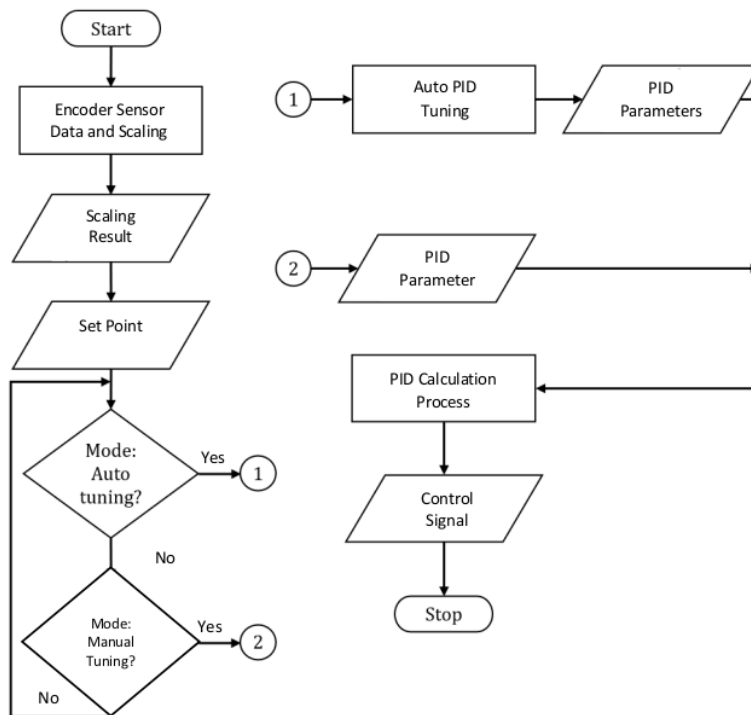 Start
Encoder Sensor
Data and Scaling
Scaling
Result
Set Point
Mode:
Auto
tuning?
Yes
1
No
Mode:
Manual
Tuning?
Yes
2
No
1
Auto PID
Tuning
PID
Parameters
2
PID
Parameter
PID Calculation
Process
Control
Signal
Stop